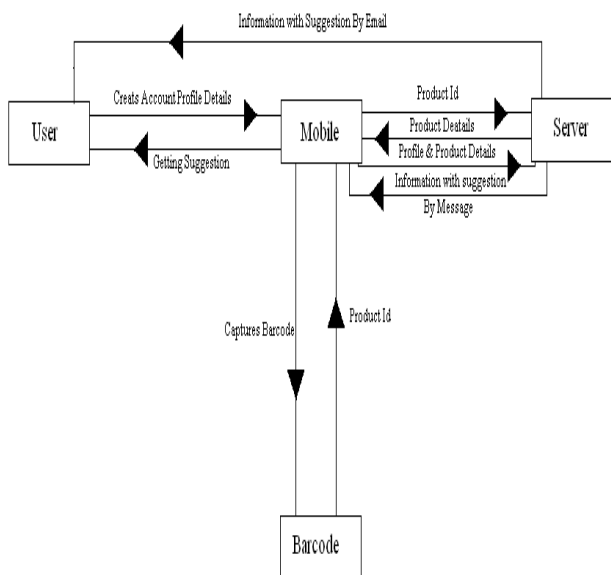 Information with Suggestion By Email
Creats Account Profile Details
Product Id
User
Mobile
Product Deatails
Server
Getting Suggestion
Profile & Product Details
Information with suggestion
By Message
Captures Barcode
Product Id
Barcode